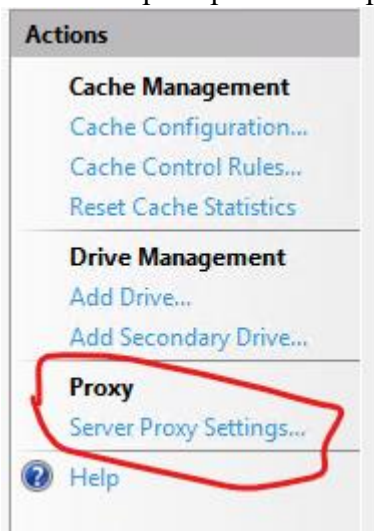 Actions
Cache Management
Cache Configuration...
Cache Control Rules...
Reset Cache Statistics
Drive Management
Add Drive...
Add Secondary Drive...
Proxy
Server Proxy Settings...
Help